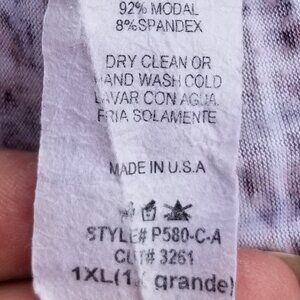 92% MODAL
8%SPANDEX
DRY CLEAN OR
HAND WASH COLD
LAVAR CON AGUA
FRIA SOLAMENTE
MADE IN U.S.A
STYLE# P580-C-A
CUT# 3261
1XL(1X grande)